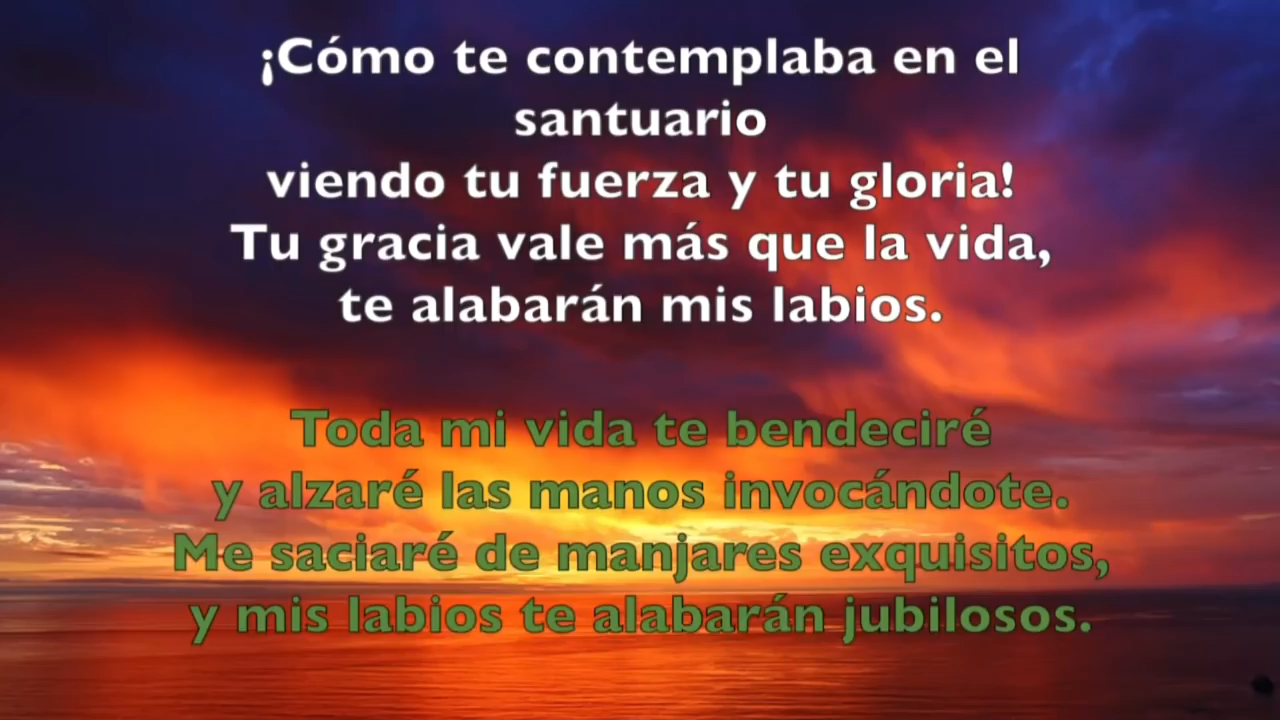 ¡Cómo te contemplaba en el
santuario
viendo tu fuerza y tu gloria!
Tu gracia vale más que la vida,
te alabarán mis labios.
Toda mi vida te bendeciré
y alzaré las manos invocándote.
Me saciaré de manjares exquisitos,
y mis labios te alabarán jubilosos.